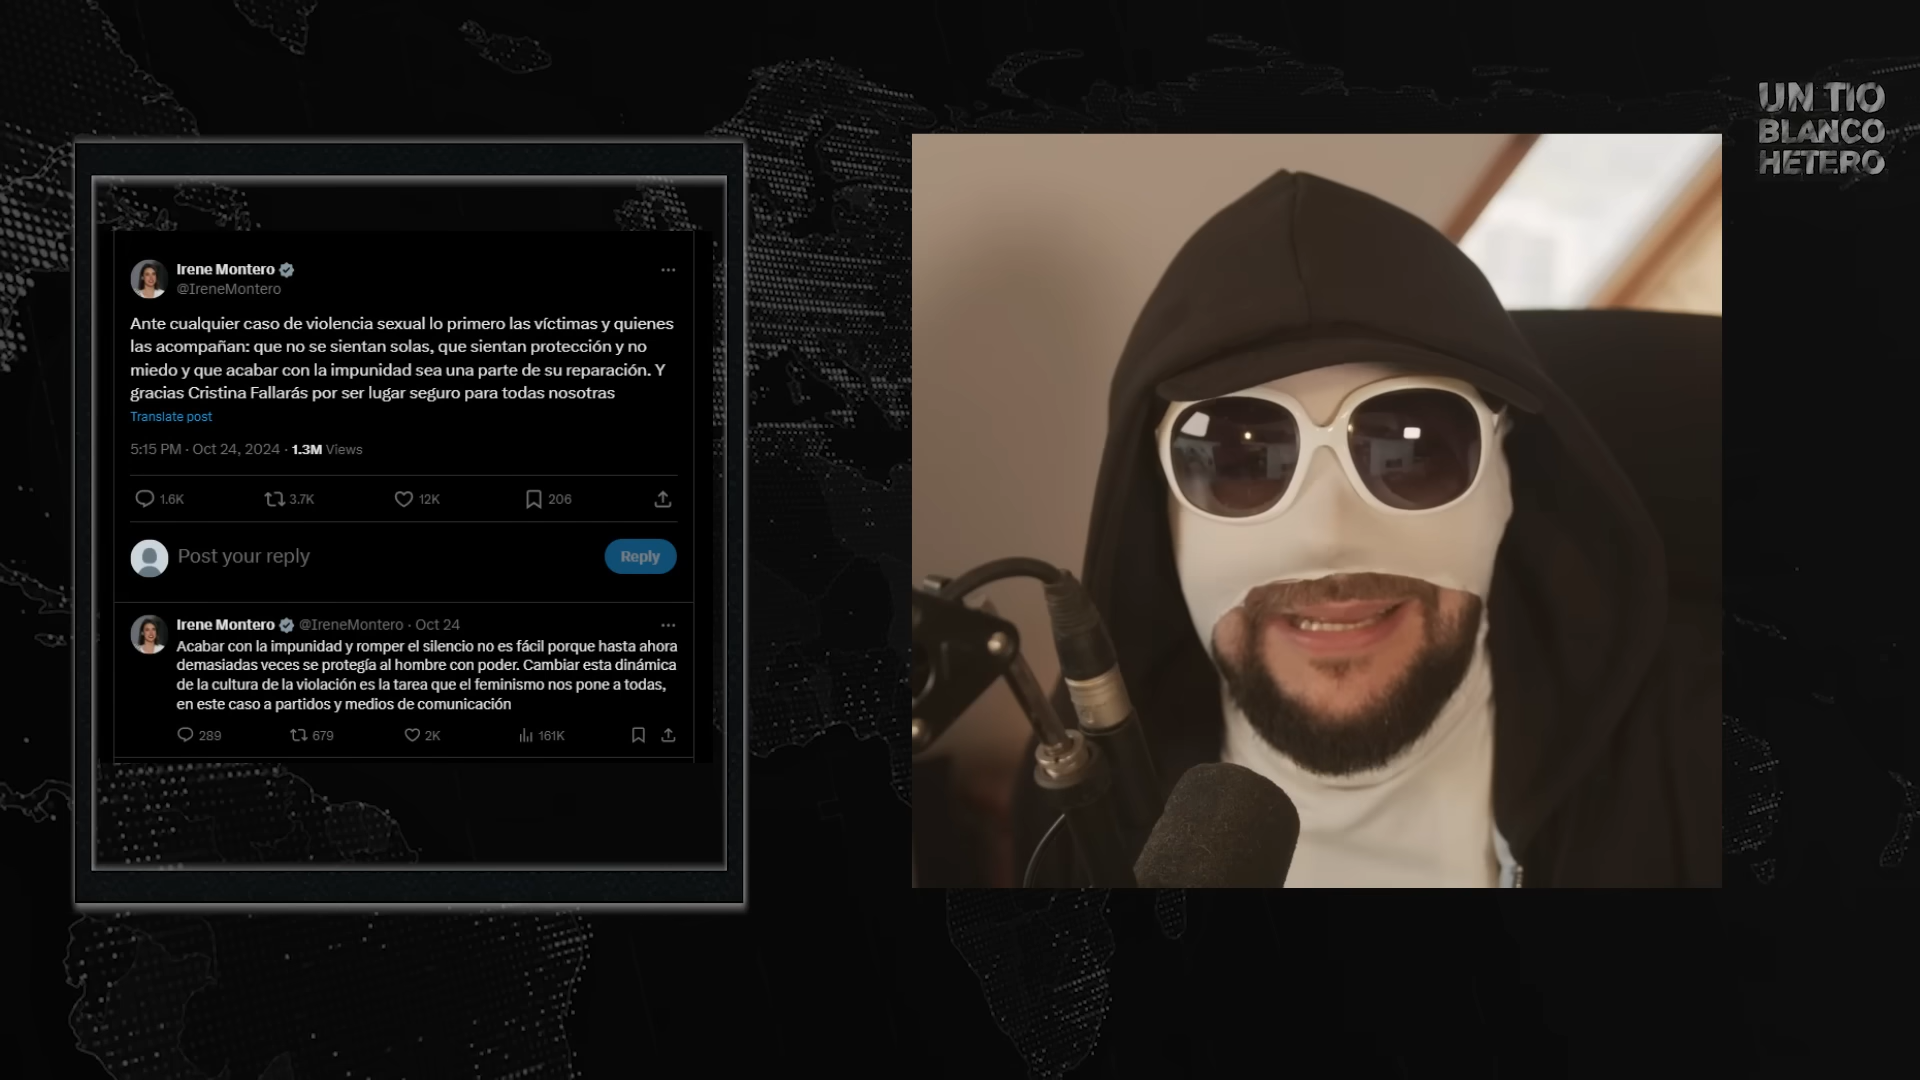 Irene Montero
@IreneMontero
Ante cualquier caso de violencia sexual lo primero las víctimas y quienes
las acompañan: que no se sientan solas, que sientan protección y no
miedo y que acabar con la impunidad sea una parte de su reparación. Y
gracias Cristina Fallarás por ser lugar seguro para todas nosotras
Translate post
5:15 PM · Oct 24, 2024 · 1.3M Views
1.6K 3.7K 12K 206
Post your reply Reply
Irene Montero @IreneMontero · Oct 24
Acabar con la impunidad y romper el silencio no es fácil porque hasta ahora
demasiadas veces se protegía al hombre con poder. Cambiar esta dinámica
de la cultura de la violación es la tarea que el feminismo nos pone a todas,
en este caso a partidos y medios de comunicación
289 679 2K 161K
UN TIO
BLANCO
HETERO